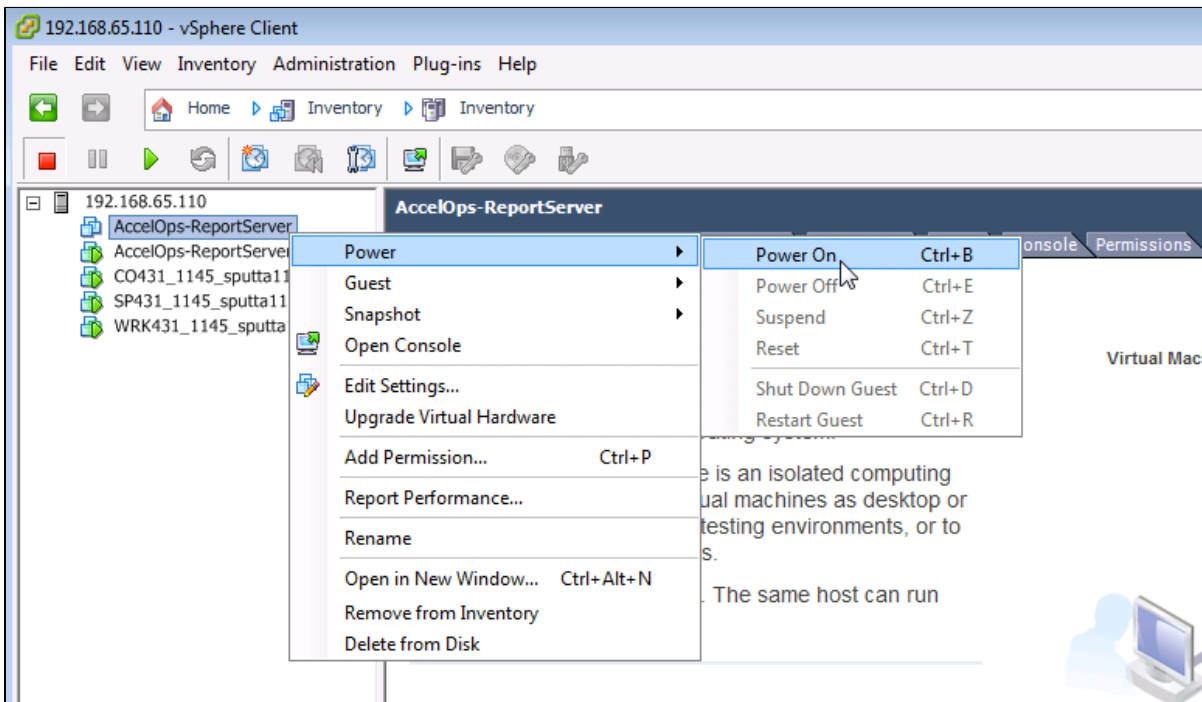 192.168.65.110 - vSphere Client
File Edit View Inventory Administration Plug-ins Help
Home Inventory Inventory
192.168.65.110
AccelOps-ReportServer
AccelOps-ReportServer
CO431_1145_sputta11
SP431_1145_sputta11
WRK431_1145_sputta
AccelOps-ReportServer
Console Permissions
Power
Guest
Snapshot
Open Console
Edit Settings...
Upgrade Virtual Hardware
Add Permission... Ctrl+P
Report Performance...
Rename
Open in New Window... Ctrl+Alt+N
Remove from Inventory
Delete from Disk
Power On Ctrl+B
Power Off Ctrl+E
Suspend Ctrl+Z
Reset Ctrl+T
Shut Down Guest Ctrl+D
Restart Guest Ctrl+R
Virtual Mac
system.
e is an isolated computing
ual machines as desktop or
testing environments, or to
s.
. The same host can run